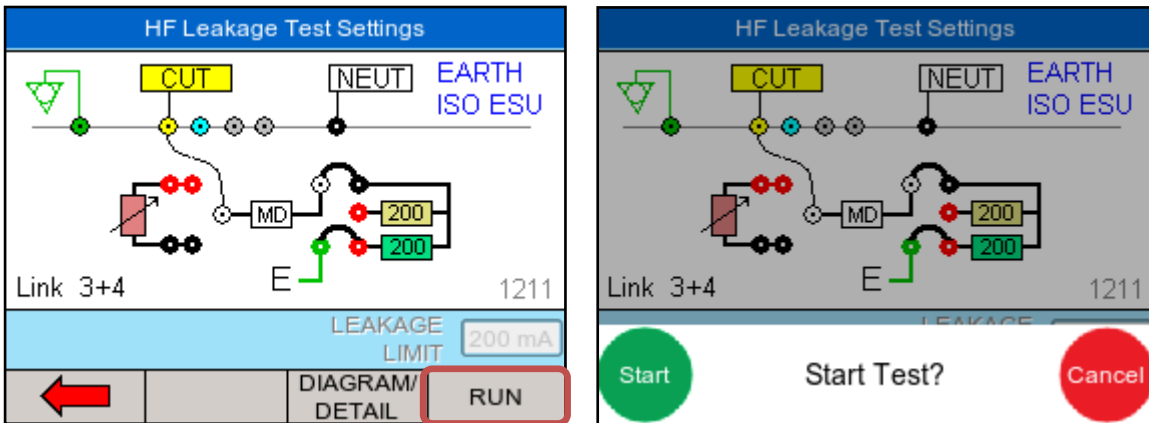 HF Leakage Test Settings
CUT
NEUT
EARTH
ISO ESU
MD
200
200
E
Link 3+4
1211
LEAKAGE
LIMIT
200 mA
DIAGRAM/
DETAIL
RUN
HF Leakage Test Settings
CUT
NEUT
EARTH
ISO ESU
MD
200
200
E
Link 3+4
1211
LEAKAGE
Start
Start Test?
Cancel